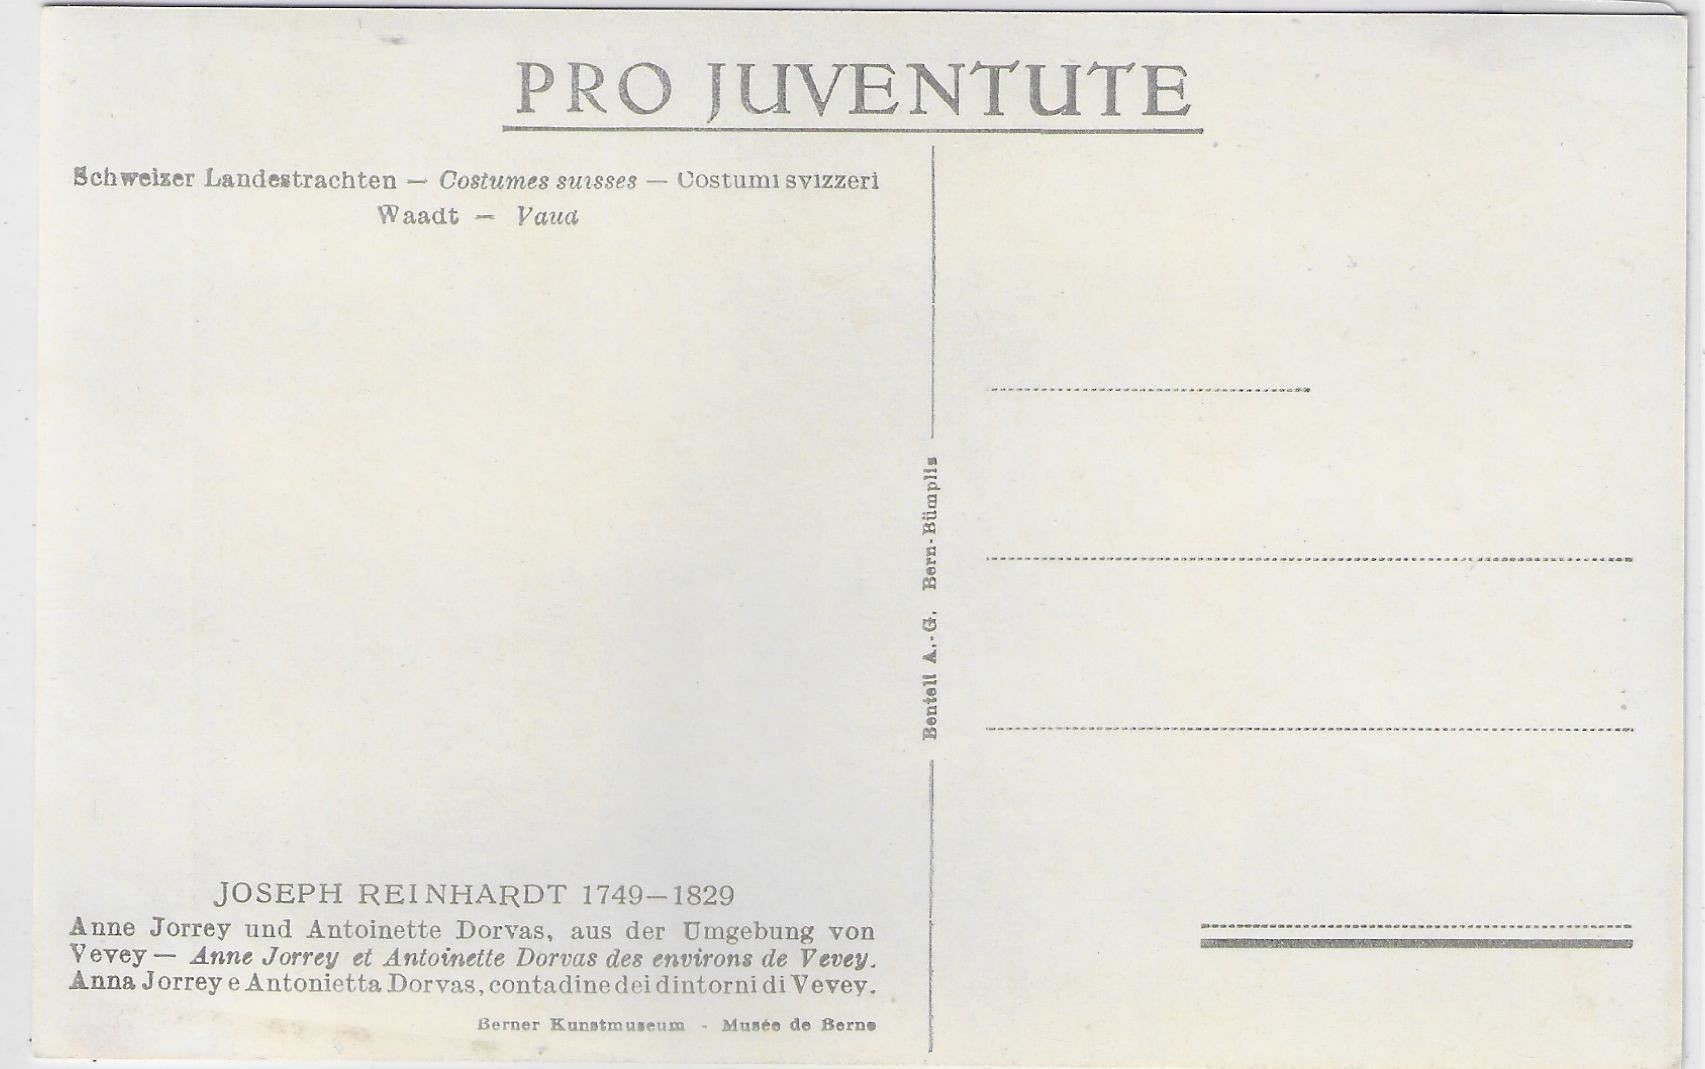 PRO JUVENTUTE
Schweizer Landestrachten — Costumes suisses — Costumi svizzeri
Waadt — Vaud
Benteli A.-G. Bern-Bümpliz
JOSEPH REINHARDT 1749—1829
Anne Jorrey und Antoinette Dorvas, aus der Umgebung von
Vevey — Anne Jorrey et Antoinette Dorvas des environs de Vevey.
Anna Jorrey e Antonietta Dorvas, contadine dei dintorni di Vevey.
Berner Kunstmuseum - Musée de Berne